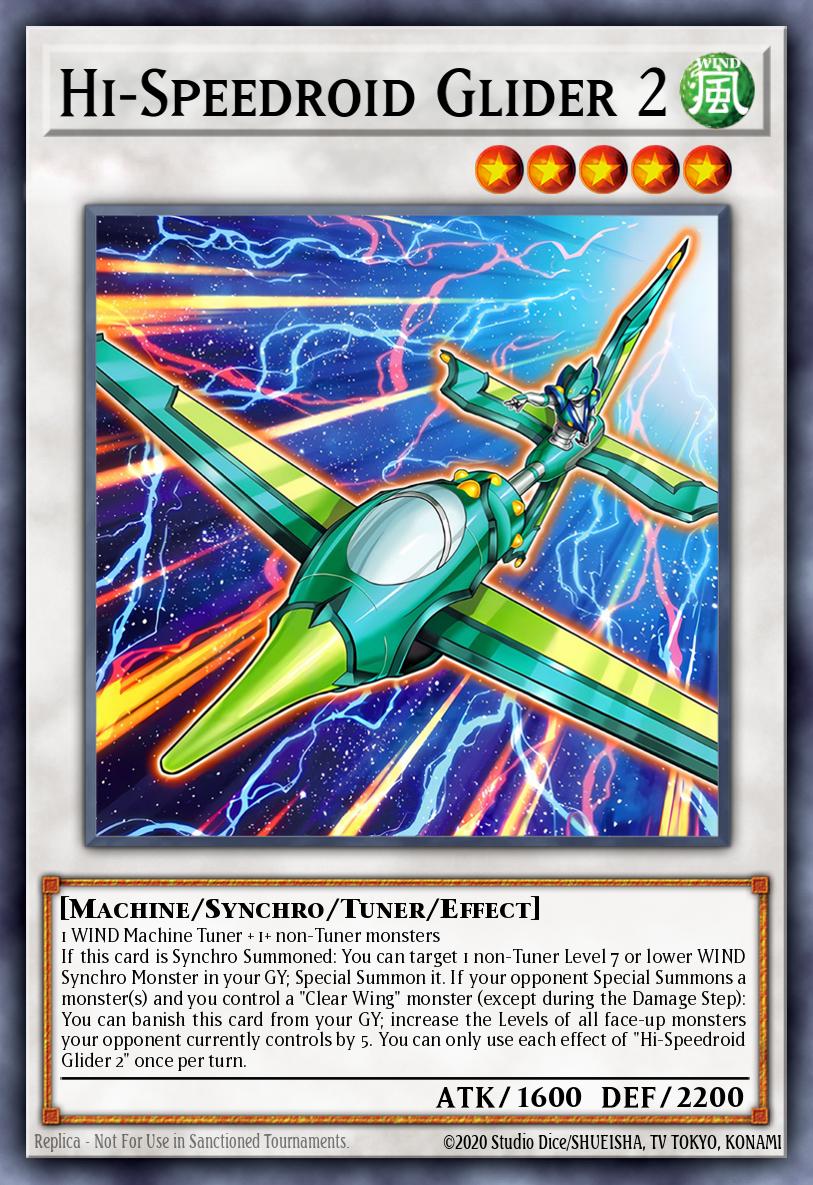 Hi-Speedroid Glider 2
WIND
風
[Machine/Synchro/Tuner/Effect]
1 WIND Machine Tuner + 1+ non-Tuner monsters
If this card is Synchro Summoned: You can target 1 non-Tuner Level 7 or lower WIND
Synchro Monster in your GY; Special Summon it. If your opponent Special Summons a
monster(s) and you control a "Clear Wing" monster (except during the Damage Step):
You can banish this card from your GY; increase the Levels of all face-up monsters
your opponent currently controls by 5. You can only use each effect of "Hi-Speedroid
Glider 2" once per turn.
ATK/1600 DEF/2200
Replica - Not For Use in Sanctioned Tournaments.
©2020 Studio Dice/SHUEISHA, TV TOKYO, KONAMI